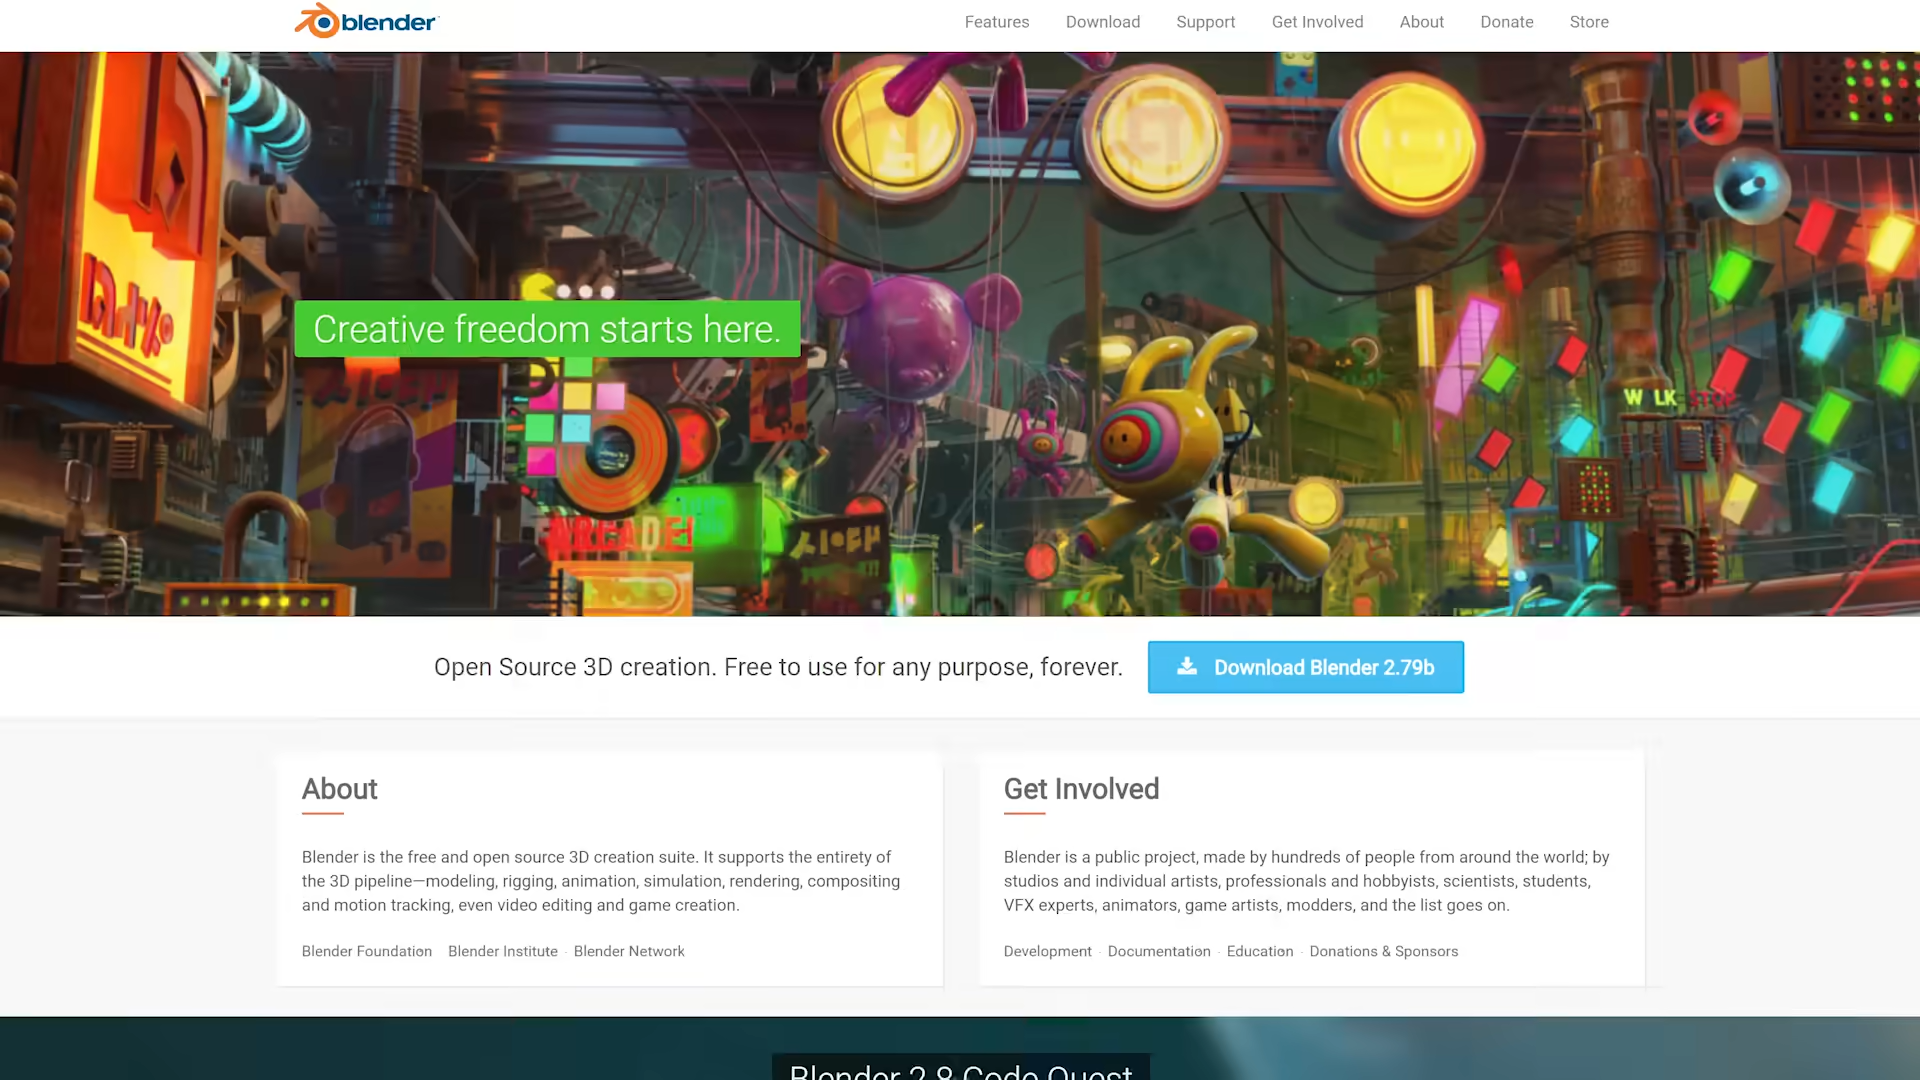 blender
Features Download Support Get Involved About Donate Store
Creative freedom starts here.
W LK STOP
ARCADE!
Open Source 3D creation. Free to use for any purpose, forever.
Download Blender 2.79b
About
Blender is the free and open source 3D creation suite. It supports the entirety of
the 3D pipeline—modeling, rigging, animation, simulation, rendering, compositing
and motion tracking, even video editing and game creation.
Blender Foundation Blender Institute · Blender Network
Get Involved
Blender is a public project, made by hundreds of people from around the world; by
studios and individual artists, professionals and hobbyists, scientists, students,
VFX experts, animators, game artists, modders, and the list goes on.
Development · Documentation · Education · Donations & Sponsors
Blender 2.8 Code Quest